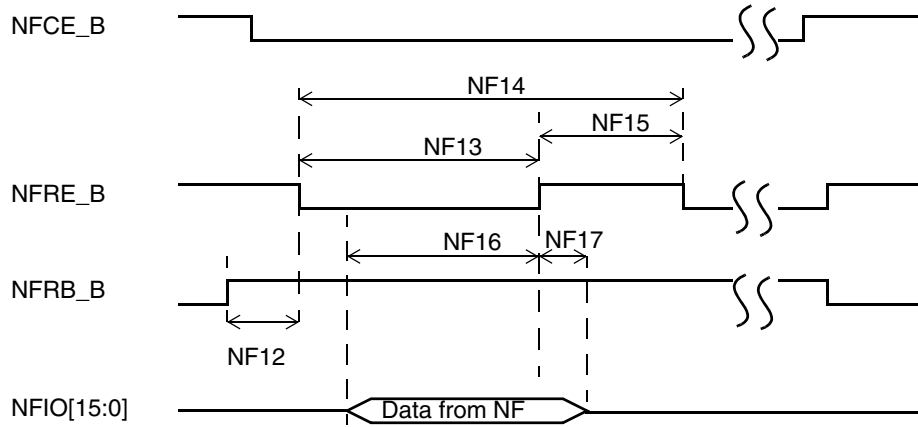 NFCE_B
NF14
NF15
NF13
NFRE_B
NF16
NF17
NFRB_B
NF12
NFIO[15:0]
Data from NF